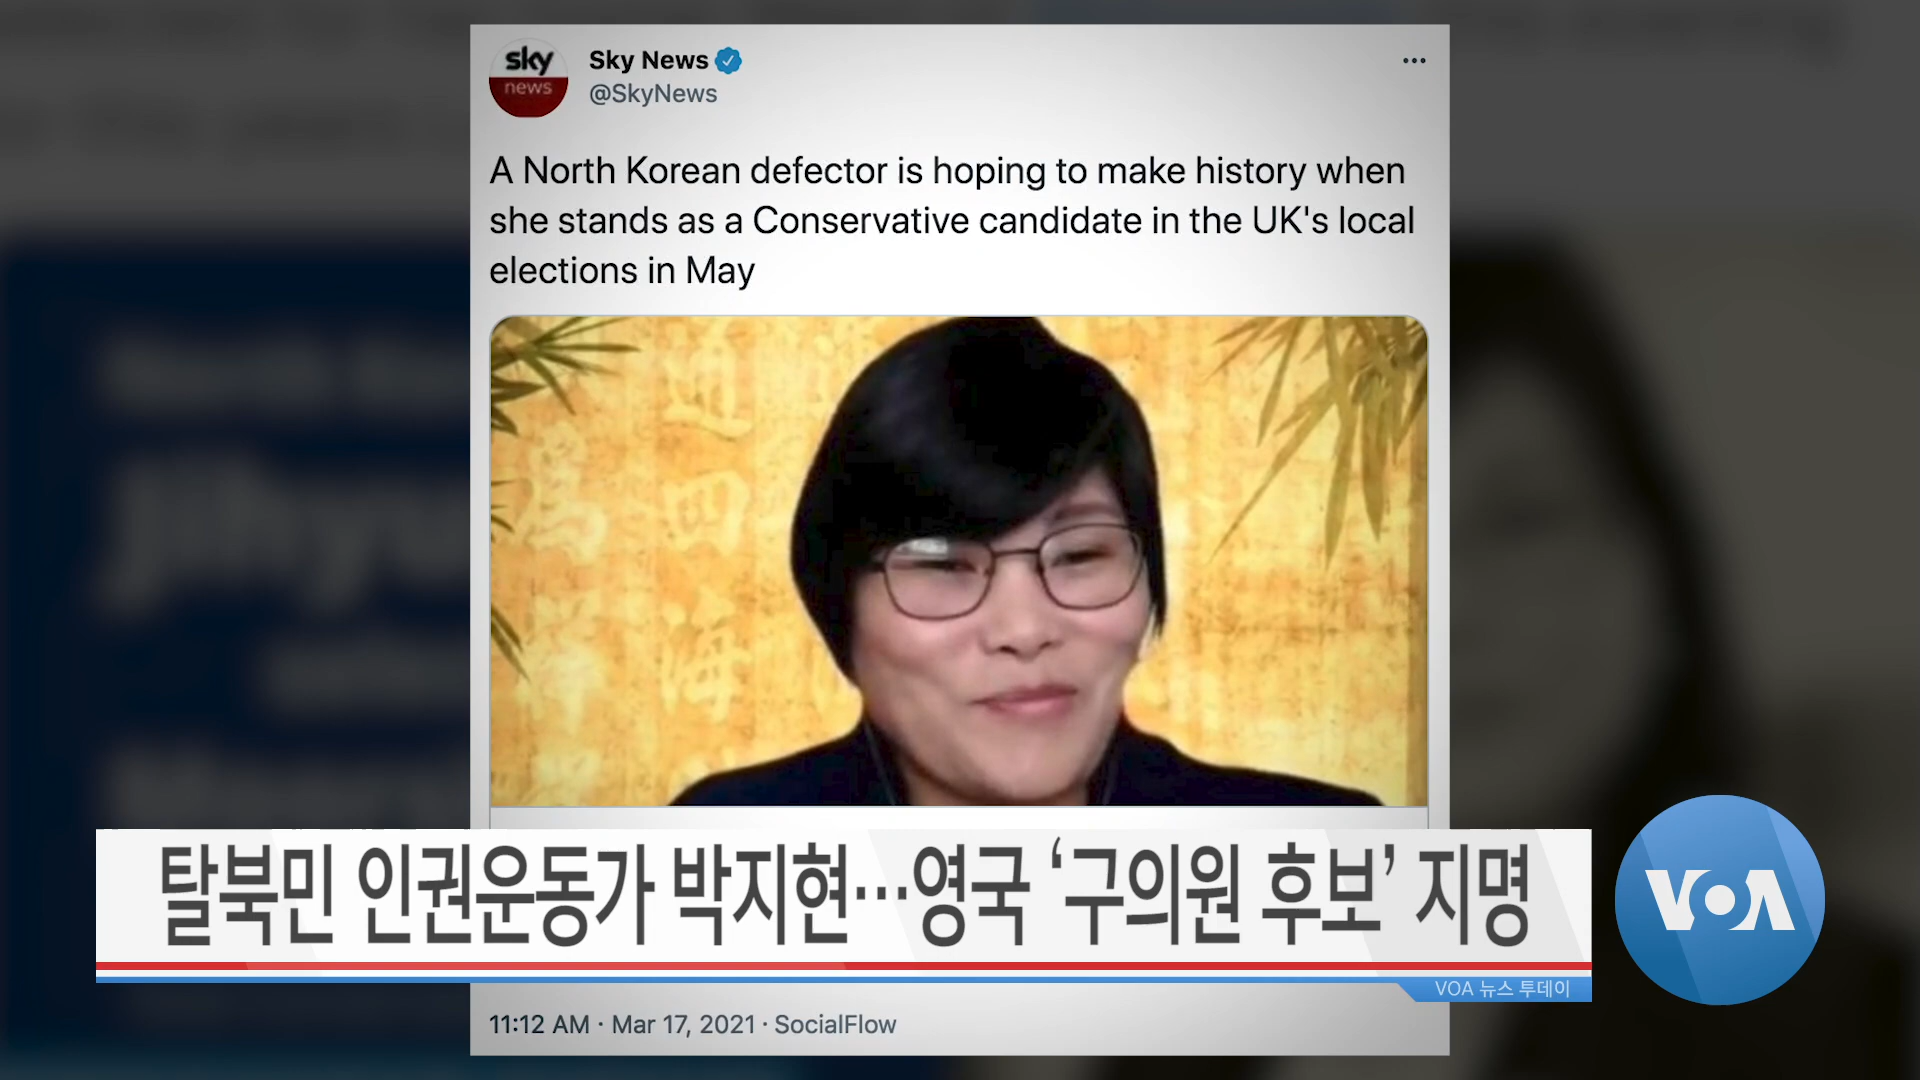 sky
news
Sky News
@SkyNews
A North Korean defector is hoping to make history when
she stands as a Conservative candidate in the UK's local
elections in May
탈북민 인권운동가 박지현…영국 ‘구의원 후보’ 지명
VOA
VOA 뉴스 투데이
11:12 AM · Mar 17, 2021 · SocialFlow